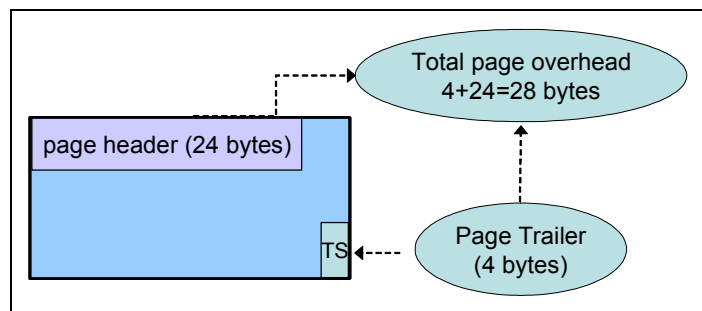 Total page overhead
4+24=28 bytes
page header (24 bytes)
TS
Page Trailer
(4 bytes)